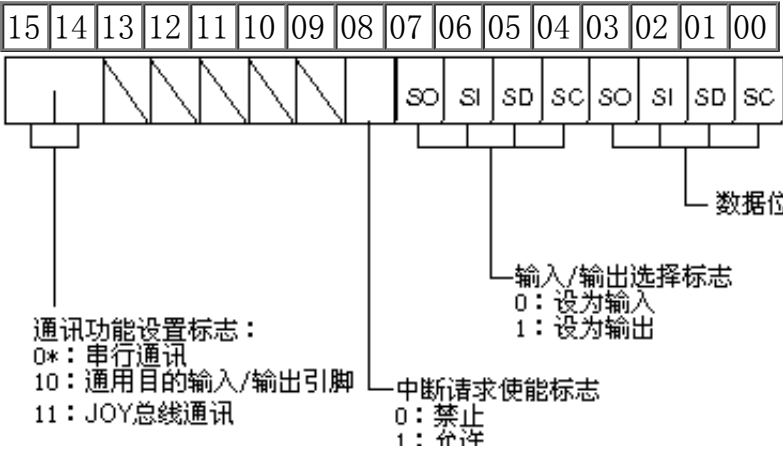 15 14 13 12 11 10 09 08 07 06 05 04 03 02 01 00
SO SI SD SC SO SI SD SC
数据位
输入/输出选择标志
0：设为输入
1：设为输出
通讯功能设置标志：
0*：串行通讯
10：通用目的输入/输出引脚
11：JOY总线通讯
中断请求使能标志
0：禁止
1：允许